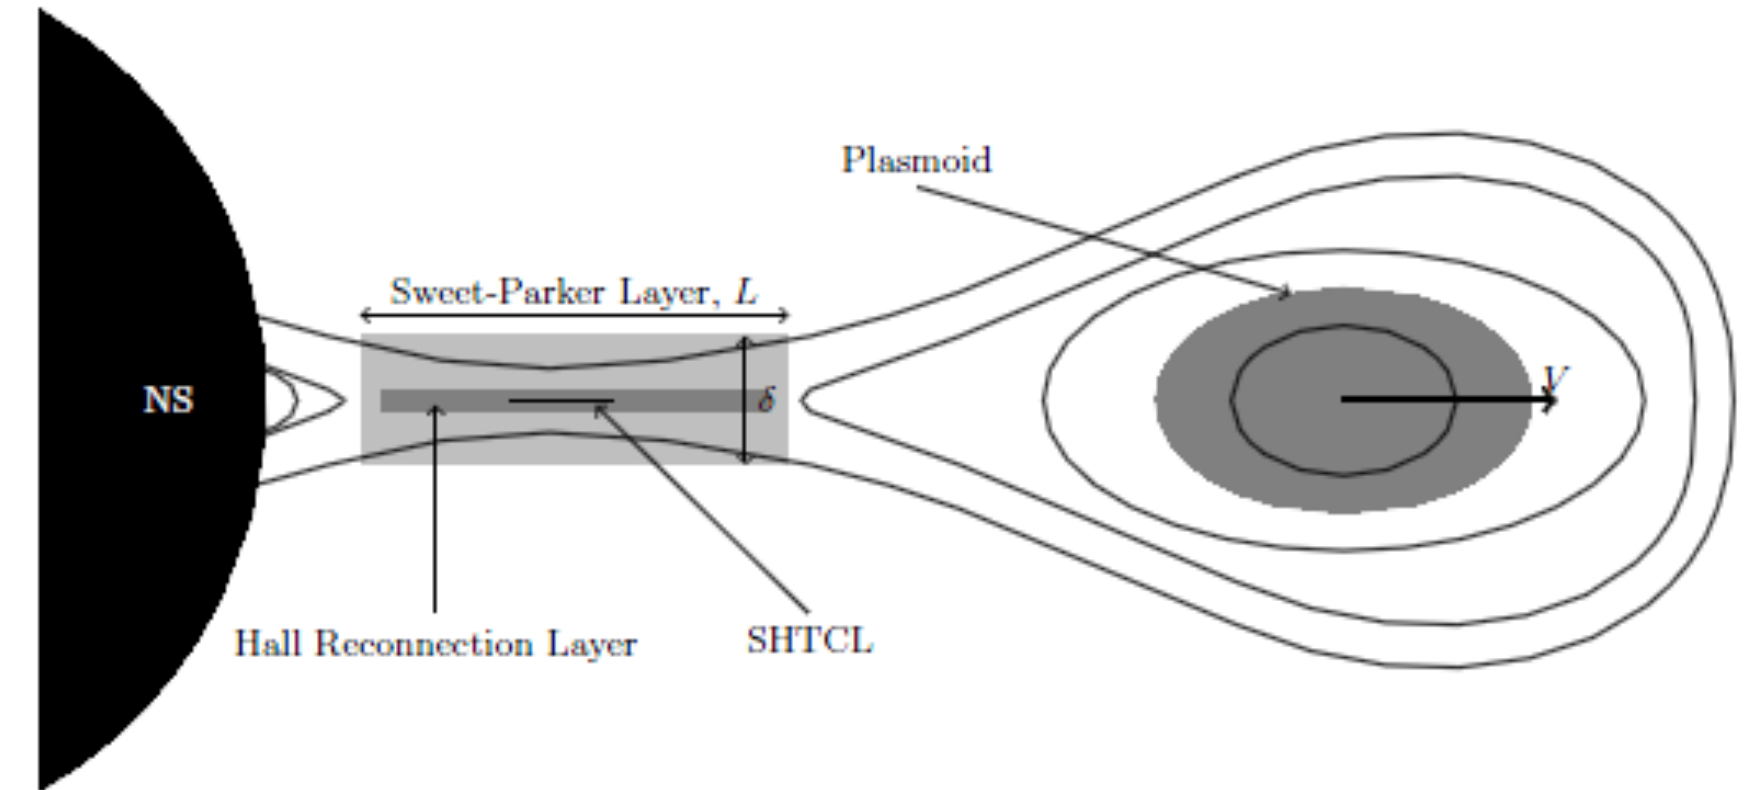 Plasmoid
Sweet-Parker Layer, L
NS
δ
V
Hall Reconnection Layer
SHTCL